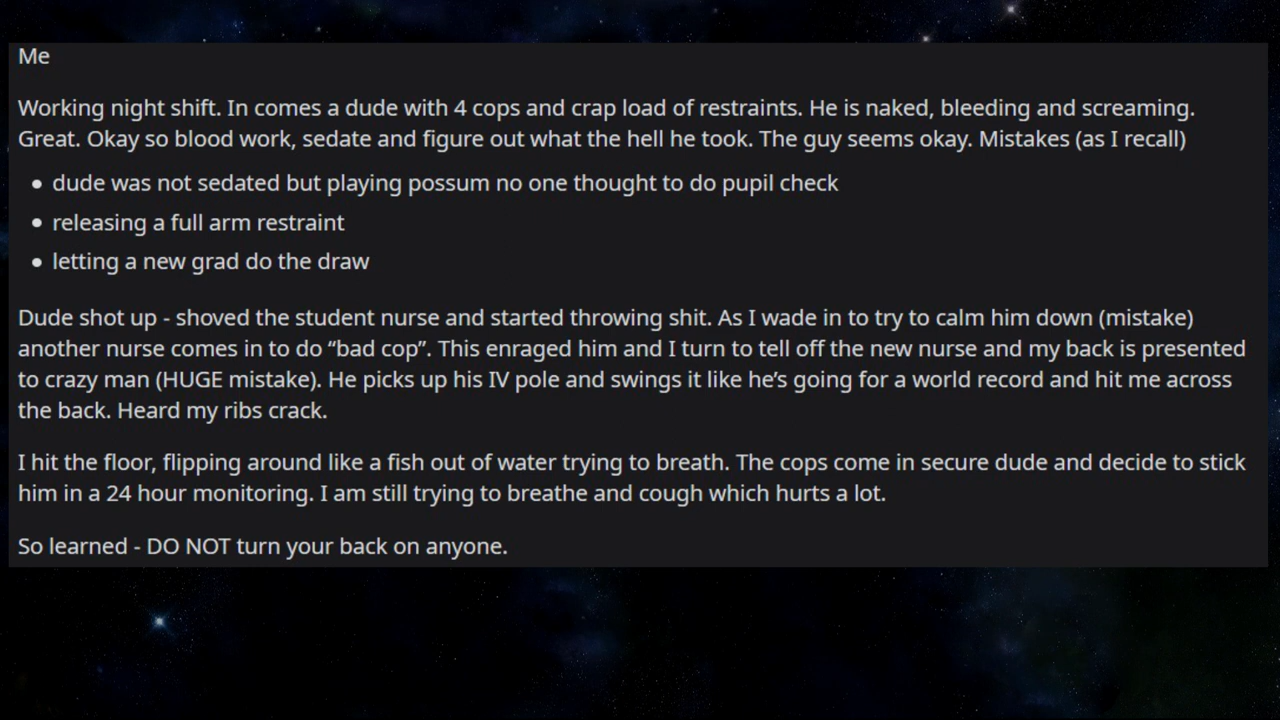 Me
Working night shift. In comes a dude with 4 cops and crap load of restraints. He is naked, bleeding and screaming.
Great. Okay so blood work, sedate and figure out what the hell he took. The guy seems okay. Mistakes (as I recall)
• dude was not sedated but playing possum no one thought to do pupil check
• releasing a full arm restraint
• letting a new grad do the draw
Dude shot up - shoved the student nurse and started throwing shit. As I wade in to try to calm him down (mistake)
another nurse comes in to do “bad cop”. This enraged him and I turn to tell off the new nurse and my back is presented
to crazy man (HUGE mistake). He picks up his IV pole and swings it like he’s going for a world record and hit me across
the back. Heard my ribs crack.
I hit the floor, flipping around like a fish out of water trying to breath. The cops come in secure dude and decide to stick
him in a 24 hour monitoring. I am still trying to breathe and cough which hurts a lot.
So learned - DO NOT turn your back on anyone.